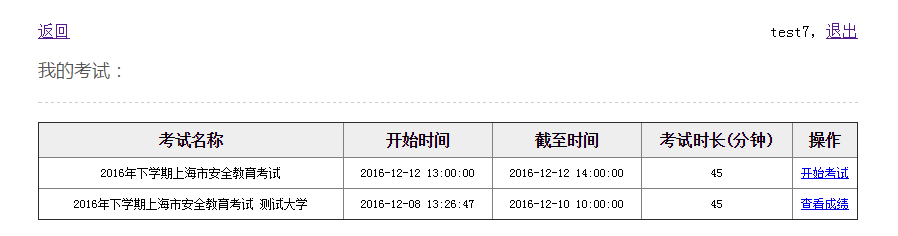 返回 test7，退出
我的考试：
考试名称 开始时间 截至时间 考试时长(分钟) 操作
2016年下学期上海市安全教育考试 2016-12-12 13:00:00 2016-12-12 14:00:00 45 开始考试
2016年下学期上海市安全教育考试 测试大学 2016-12-08 13:26:47 2016-12-10 10:00:00 45 查看成绩